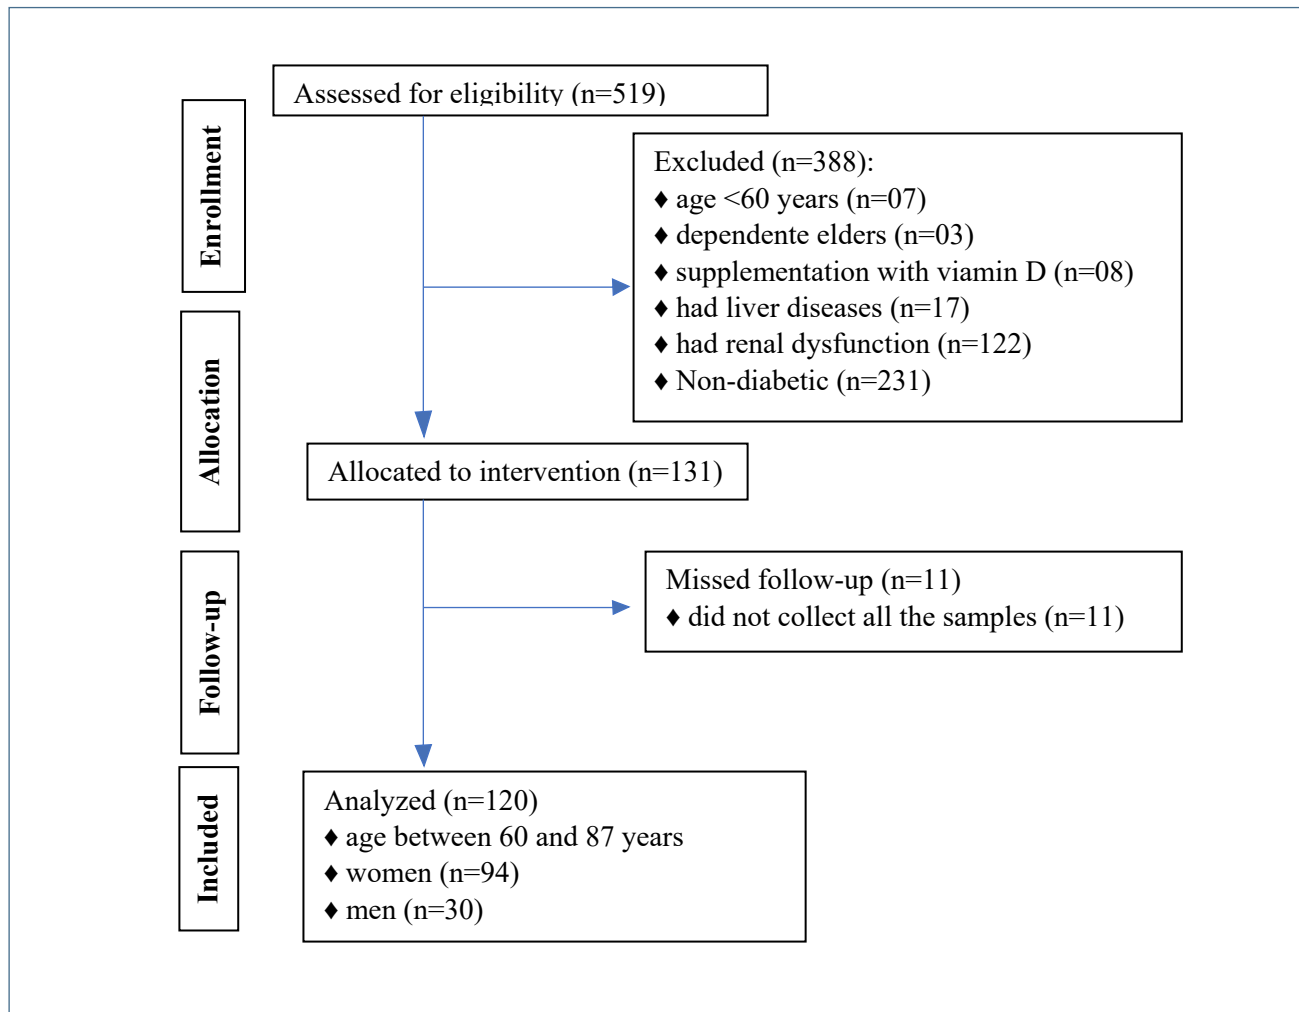 Assessed for eligibility (n=519)
Enrollment
Excluded (n=388):
♦ age <60 years (n=07)
♦ dependente elders (n=03)
♦ supplementation with viamin D (n=08)
♦ had liver diseases (n=17)
♦ had renal dysfunction (n=122)
♦ Non-diabetic (n=231)
Allocation
Allocated to intervention (n=131)
Follow-up
Missed follow-up (n=11)
♦ did not collect all the samples (n=11)
Included
Analyzed (n=120)
♦ age between 60 and 87 years
♦ women (n=94)
♦ men (n=30)